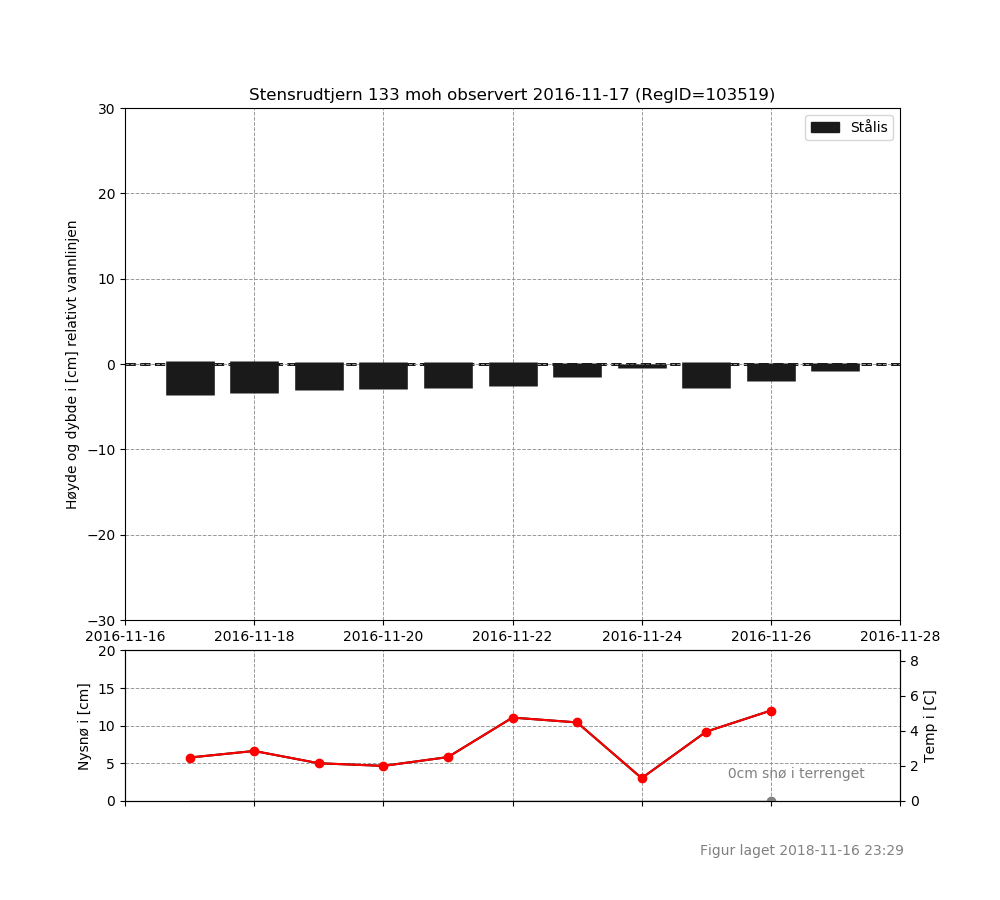 Stensrudtjern 133 moh observert 2016-11-17 (RegID=103519)
Stålis
Høyde og dybde i [cm] relativt vannlinjen
30
20
10
0
−10
−20
−30
2016-11-16 2016-11-18 2016-11-20 2016-11-22 2016-11-24 2016-11-26 2016-11-28
Nysnø i [cm]
20
15
10
5
0
8
6
4
2
0
Temp i [C]
0cm snø i terrenget
Figur laget 2018-11-16 23:29